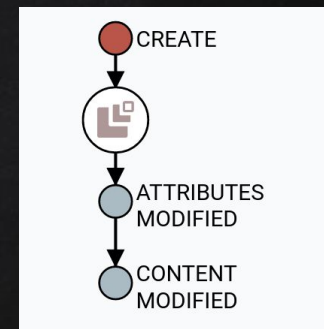 CREATE
ATTRIBUTES
MODIFIED
CONTENT
MODIFIED